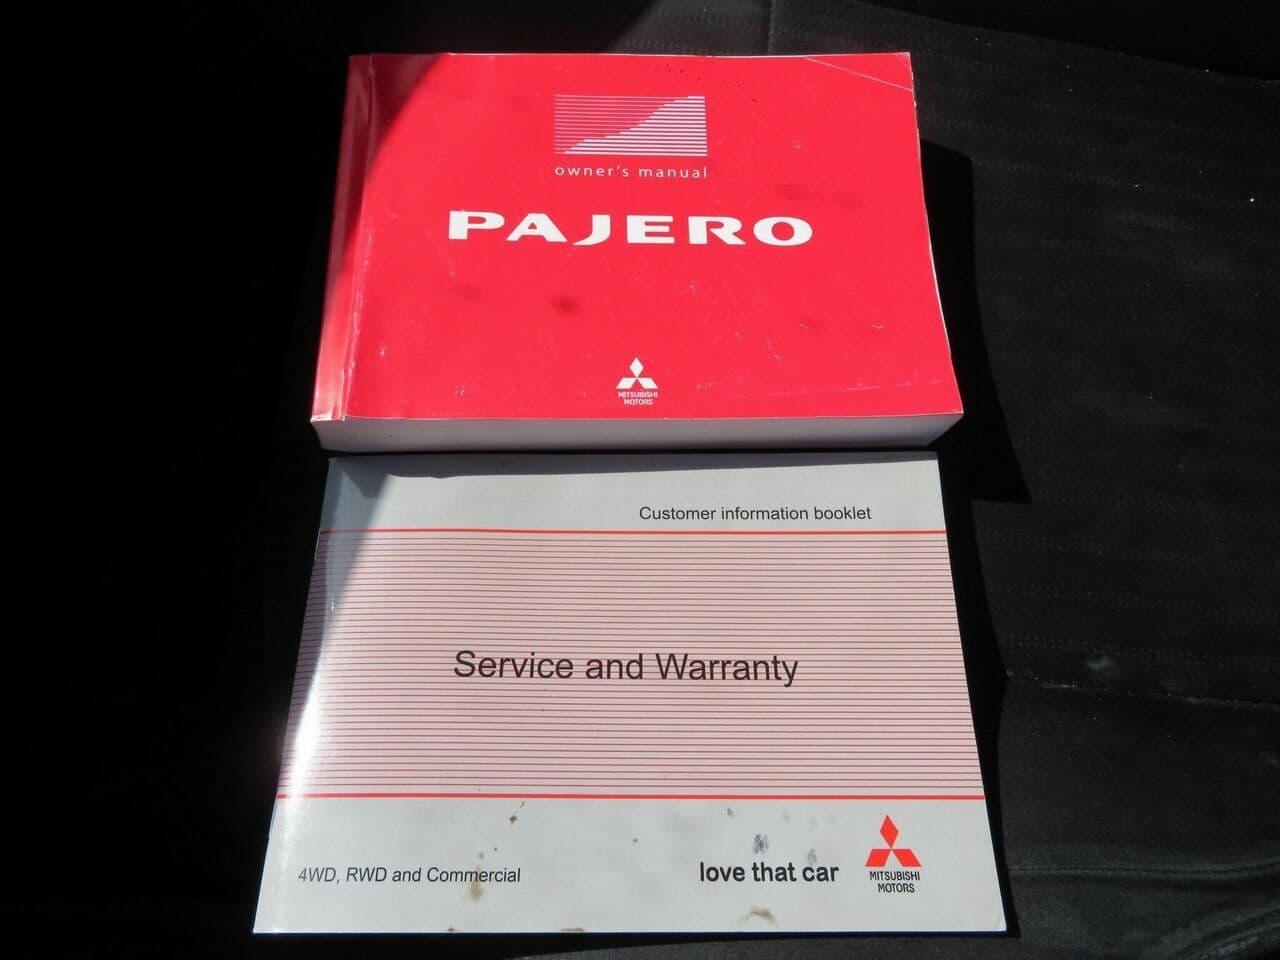 owner's manual
PAJERO
MITSUBISHI
MOTORS
Customer information booklet
Service and Warranty
4WD, RWD and Commercial
love that car
MITSUBISHI
MOTORS